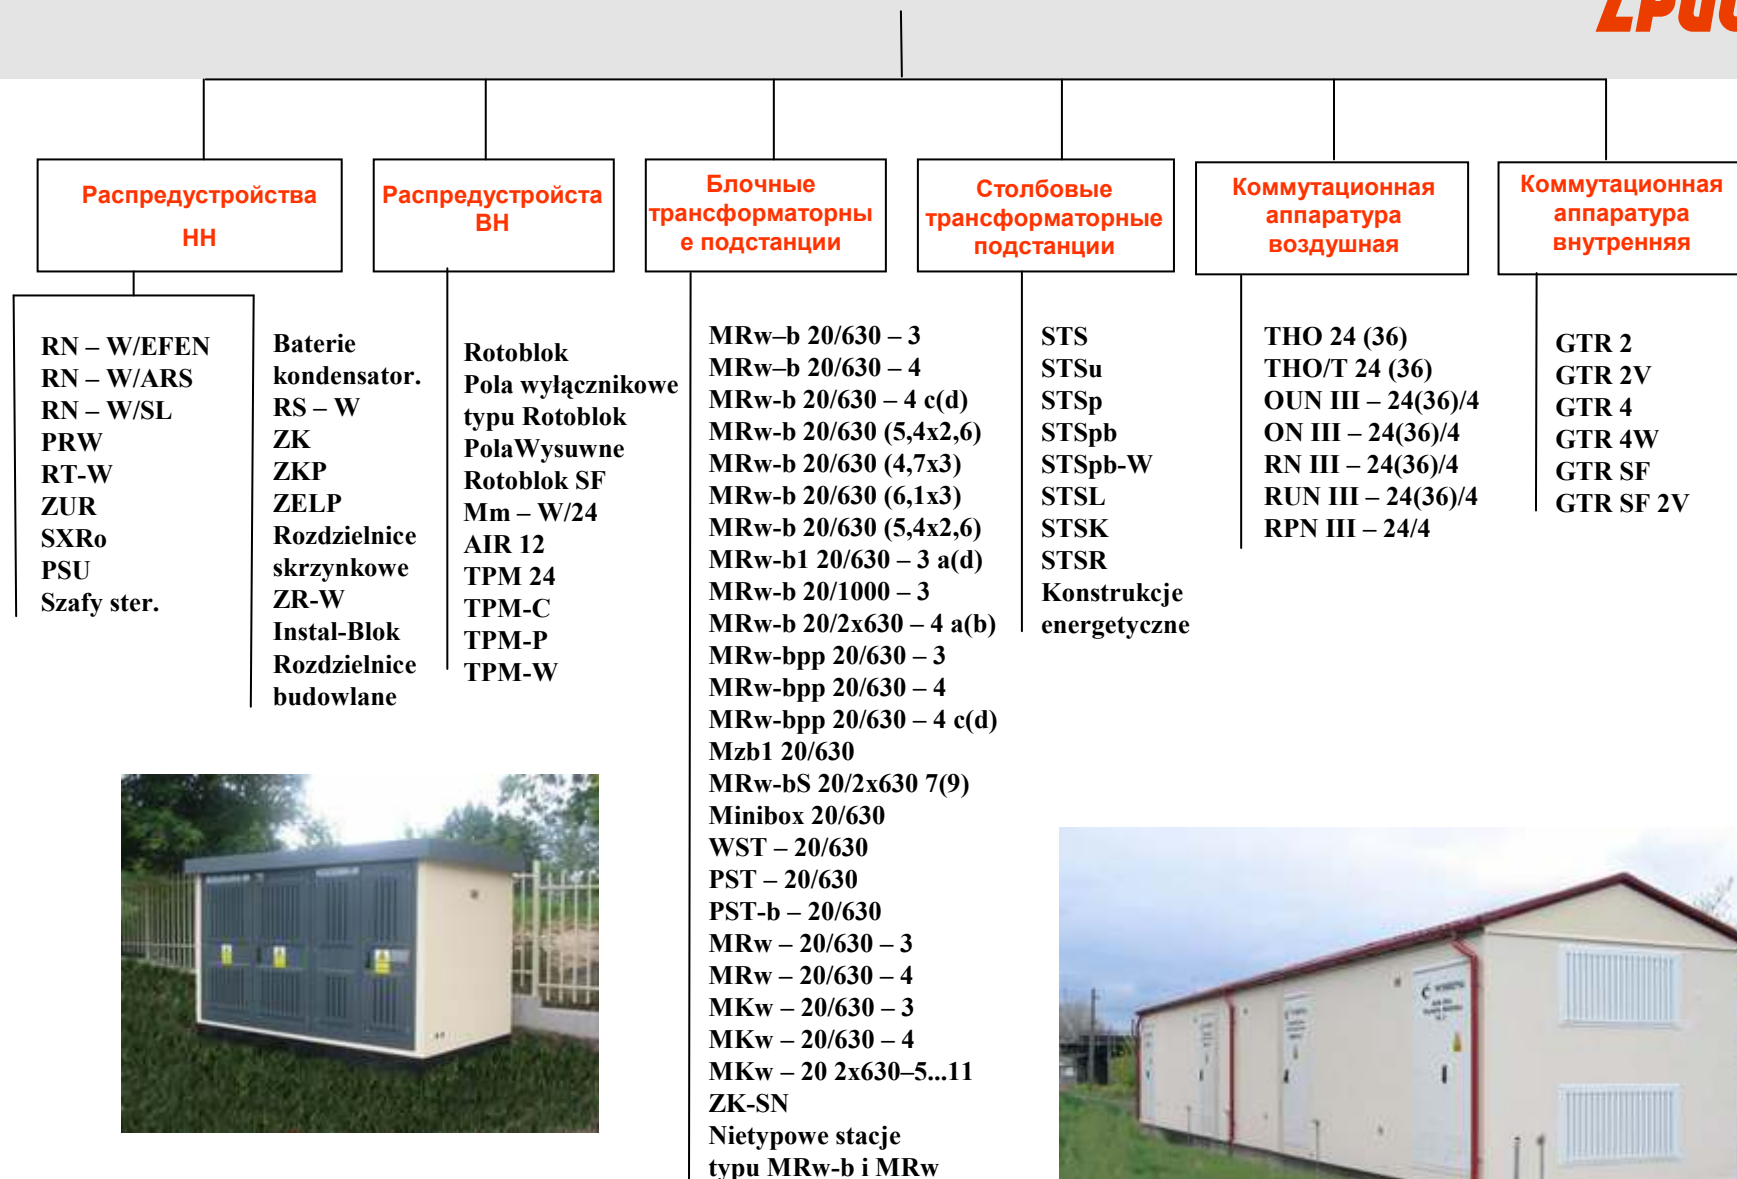 Распредустройства
НН
Распредустройста
ВН
Блочные
трансформаторны
е подстанции
Столбовые
трансформаторные
подстанции
Коммутационная
аппаратура
воздушная
Коммутационная
аппаратура
внутренняя
RN – W/EFEN
RN – W/ARS
RN – W/SL
PRW
RT-W
ZUR
SXRo
PSU
Szafy ster.
Baterie
kondensator.
RS – W
ZK
ZKP
ZELP
Rozdzielnice
skrzynkowe
ZR-W
Instal-Blok
Rozdzielnice
budowlane
Rotoblok
Pola wyłącznikowe
typu Rotoblok
PolaWysuwne
Rotoblok SF
Mm – W/24
AIR 12
TPM 24
TPM-C
TPM-P
TPM-W
MRw–b 20/630 – 3
MRw–b 20/630 – 4
MRw-b 20/630 – 4 c(d)
MRw-b 20/630 (5,4x2,6)
MRw-b 20/630 (4,7x3)
MRw-b 20/630 (6,1x3)
MRw-b 20/630 (5,4x2,6)
MRw-b1 20/630 – 3 a(d)
MRw-b 20/1000 – 3
MRw-b 20/2x630 – 4 a(b)
MRw-bpp 20/630 – 3
MRw-bpp 20/630 – 4
MRw-bpp 20/630 – 4 c(d)
Mzb1 20/630
MRw-bS 20/2x630 7(9)
Minibox 20/630
WST – 20/630
PST – 20/630
PST-b – 20/630
MRw – 20/630 – 3
MRw – 20/630 – 4
MKw – 20/630 – 3
MKw – 20/630 – 4
MKw – 20 2x630–5...11
ZK-SN
Nietypowe stacje
typu MRw-b i MRw
STS
STSu
STSp
STSpb
STSpb-W
STSL
STSK
STSR
Konstrukcje
energetyczne
THO 24 (36)
THO/T 24 (36)
OUN III – 24(36)/4
ON III – 24(36)/4
RN III – 24(36)/4
RUN III – 24(36)/4
RPN III – 24/4
GTR 2
GTR 2V
GTR 4
GTR 4W
GTR SF
GTR SF 2V